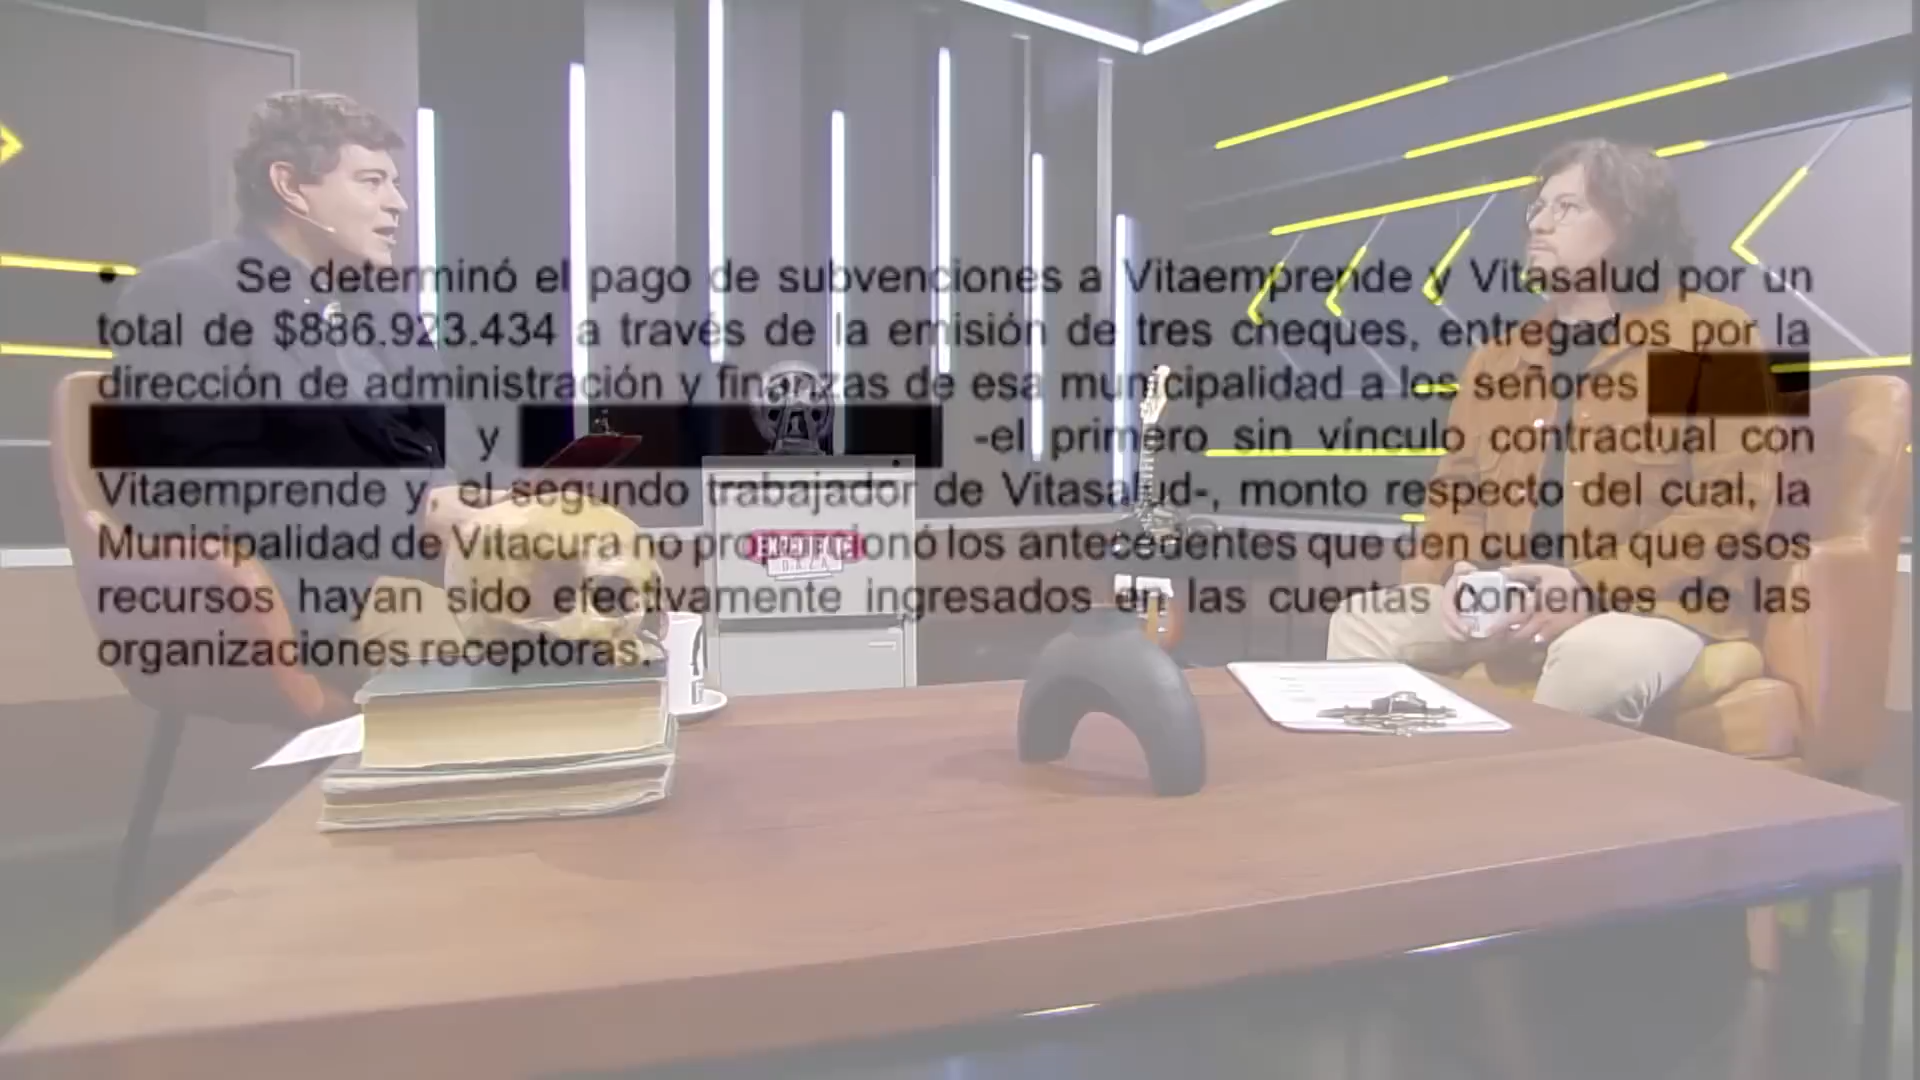 • Se determinó el pago de subvenciones a Vitaemprende y Vitasalud por un
total de $886.923.434 a través de la emisión de tres cheques, entregados por la
dirección de administración y finanzas de esa municipalidad a los señores
y -el primero sin vínculo contractual con
Vitaemprende y, el segundo trabajador de Vitasalud-, monto respecto del cual, la
Municipalidad de Vitacura no proporcionó los antecedentes que den cuenta que esos
recursos hayan sido efectivamente ingresados en las cuentas corrientes de las
organizaciones receptoras.
EXPEDIENTE
DAZA